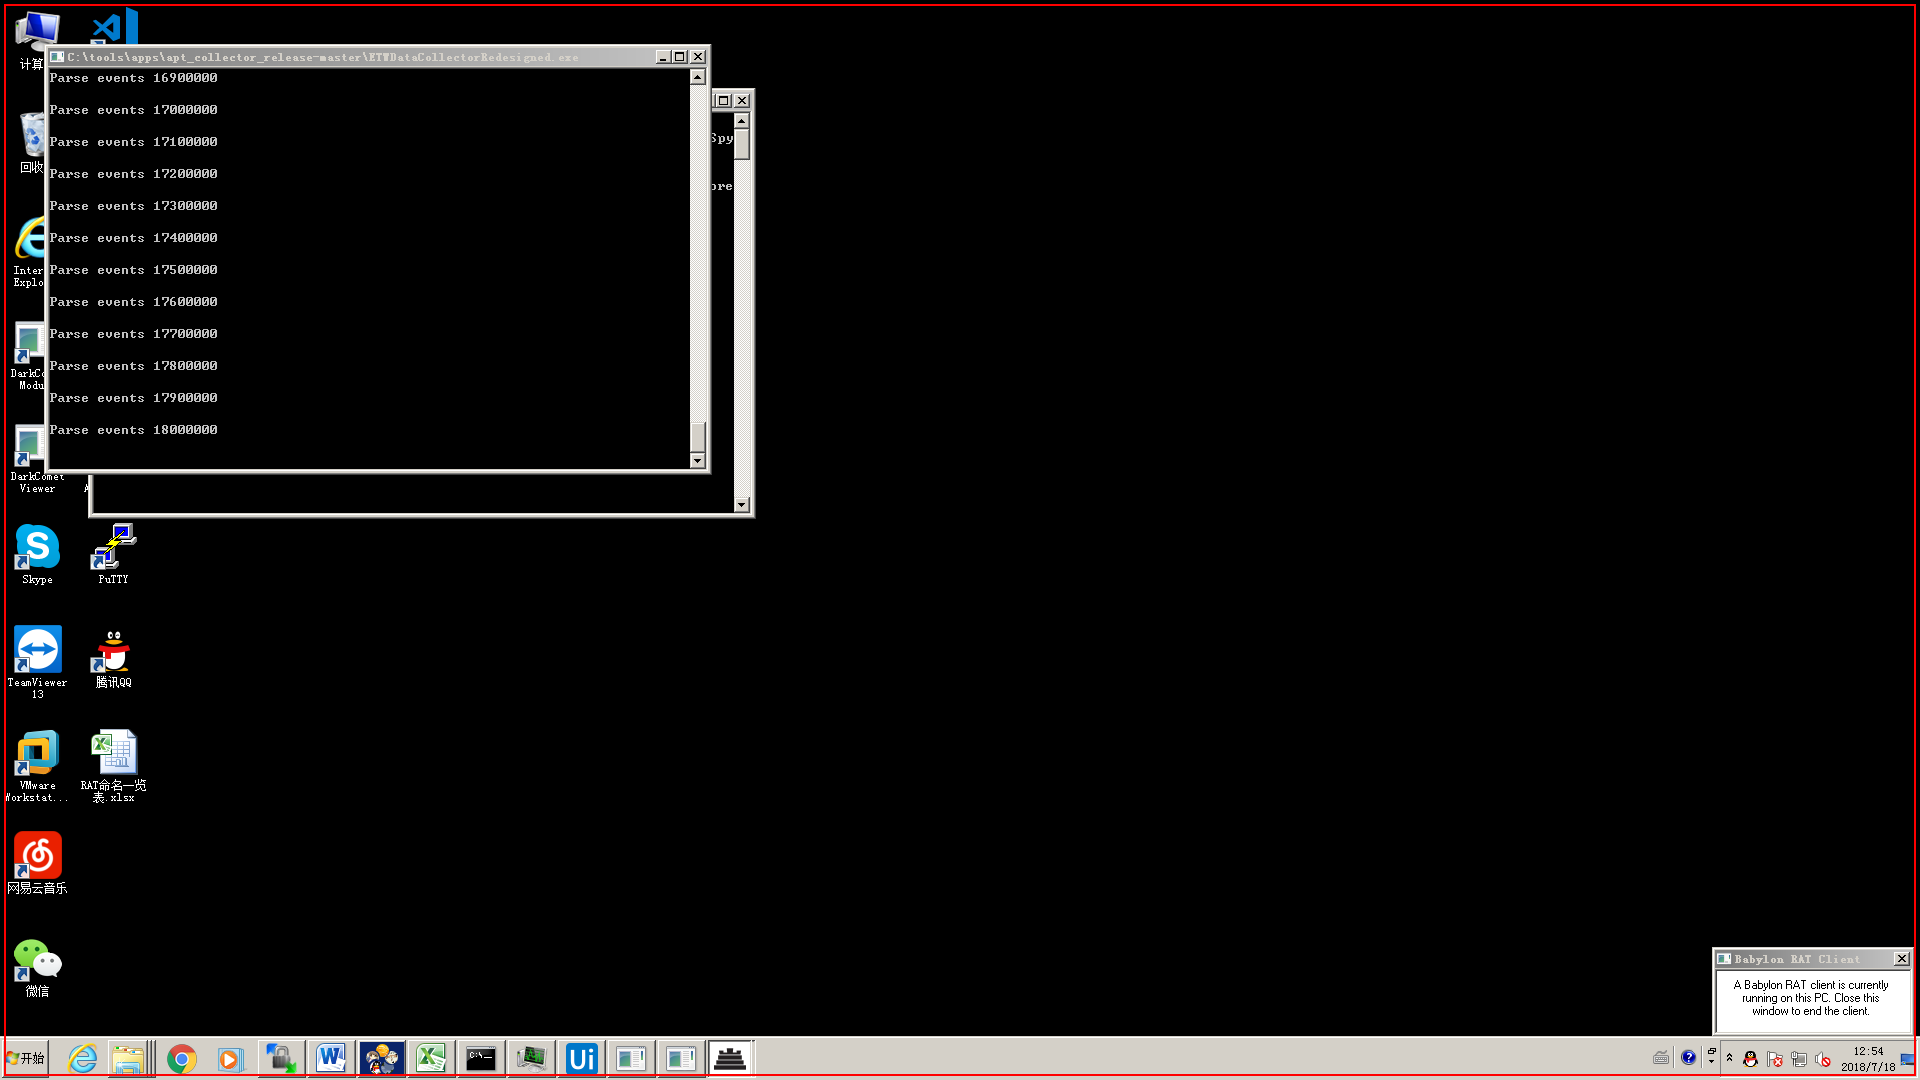 计算
C:\tools\apps\apt_collector_release-master\ETWDataCollectorRedesigned.exe
Parse events 16900000
Parse events 17000000
Parse events 17100000
Parse events 17200000
Parse events 17300000
Parse events 17400000
Parse events 17500000
Parse events 17600000
Parse events 17700000
Parse events 17800000
Parse events 17900000
Parse events 18000000
Spy
ore
回收
Inter
Explo
DarkCo
Modu
DarkComet
Viewer
Skype
PuTTY
TeamViewer
13
腾讯QQ
VMware
Workstat...
RAT命名一览
表.xlsx
网易云音乐
微信
Babylon RAT Client
A Babylon RAT client is currently
running on this PC. Close this
window to end the client.
开始
C:\
Ui
12:54
2018/7/18